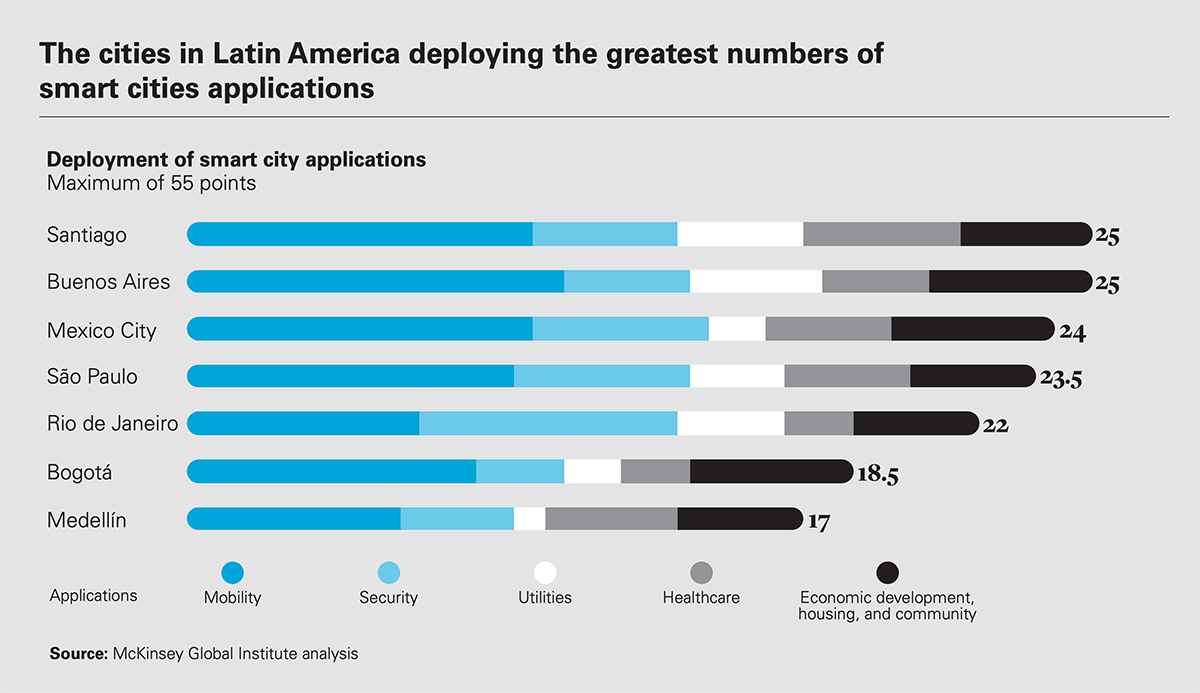 The cities in Latin America deploying the greatest numbers of
smart cities applications
Deployment of smart city applications
Maximum of 55 points
Santiago 25
Buenos Aires 25
Mexico City 24
São Paulo 23.5
Rio de Janeiro 22
Bogotá 18.5
Medellín 17
Applications Mobility Security Utilities Healthcare Economic development,
housing, and community
Source: McKinsey Global Institute analysis